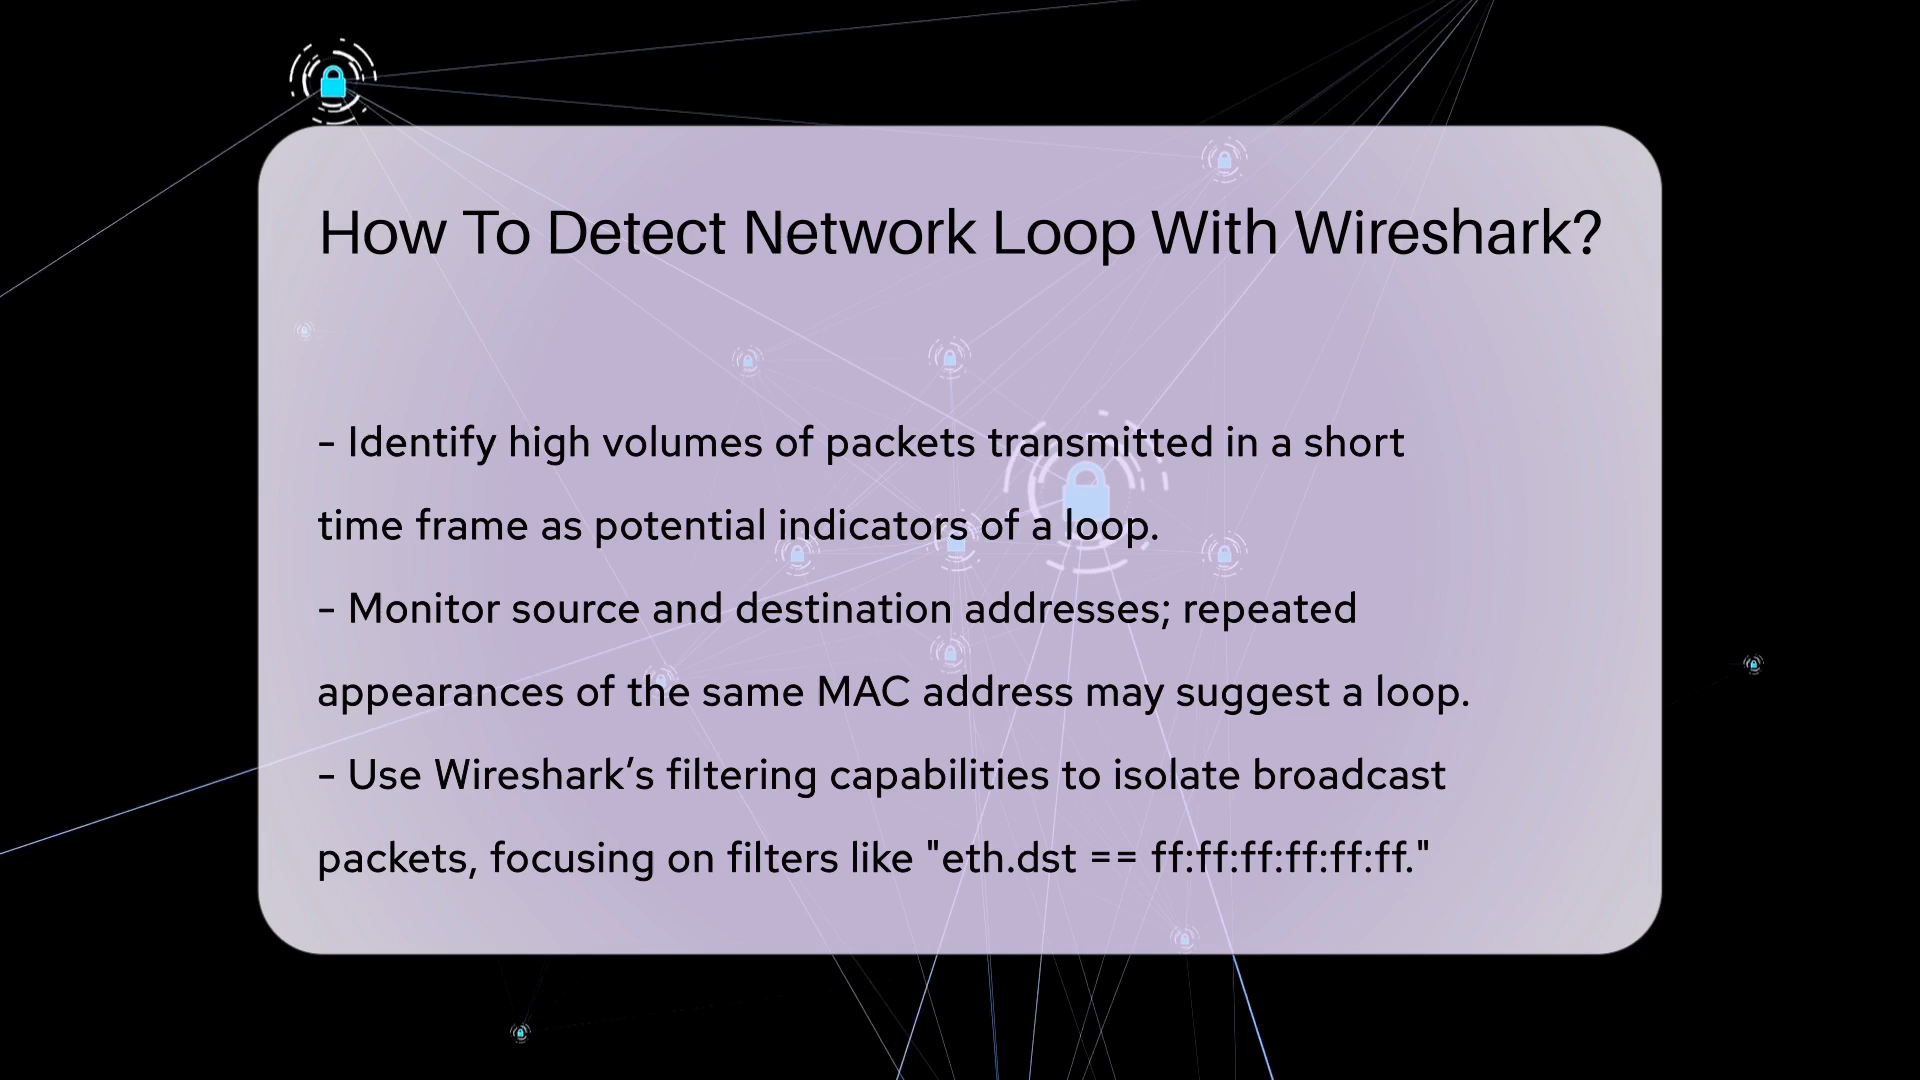 How To Detect Network Loop With Wireshark?
- Identify high volumes of packets transmitted in a short
time frame as potential indicators of a loop.
- Monitor source and destination addresses; repeated
appearances of the same MAC address may suggest a loop.
- Use Wireshark’s filtering capabilities to isolate broadcast
packets, focusing on filters like "eth.dst == ff:ff:ff:ff:ff:ff."